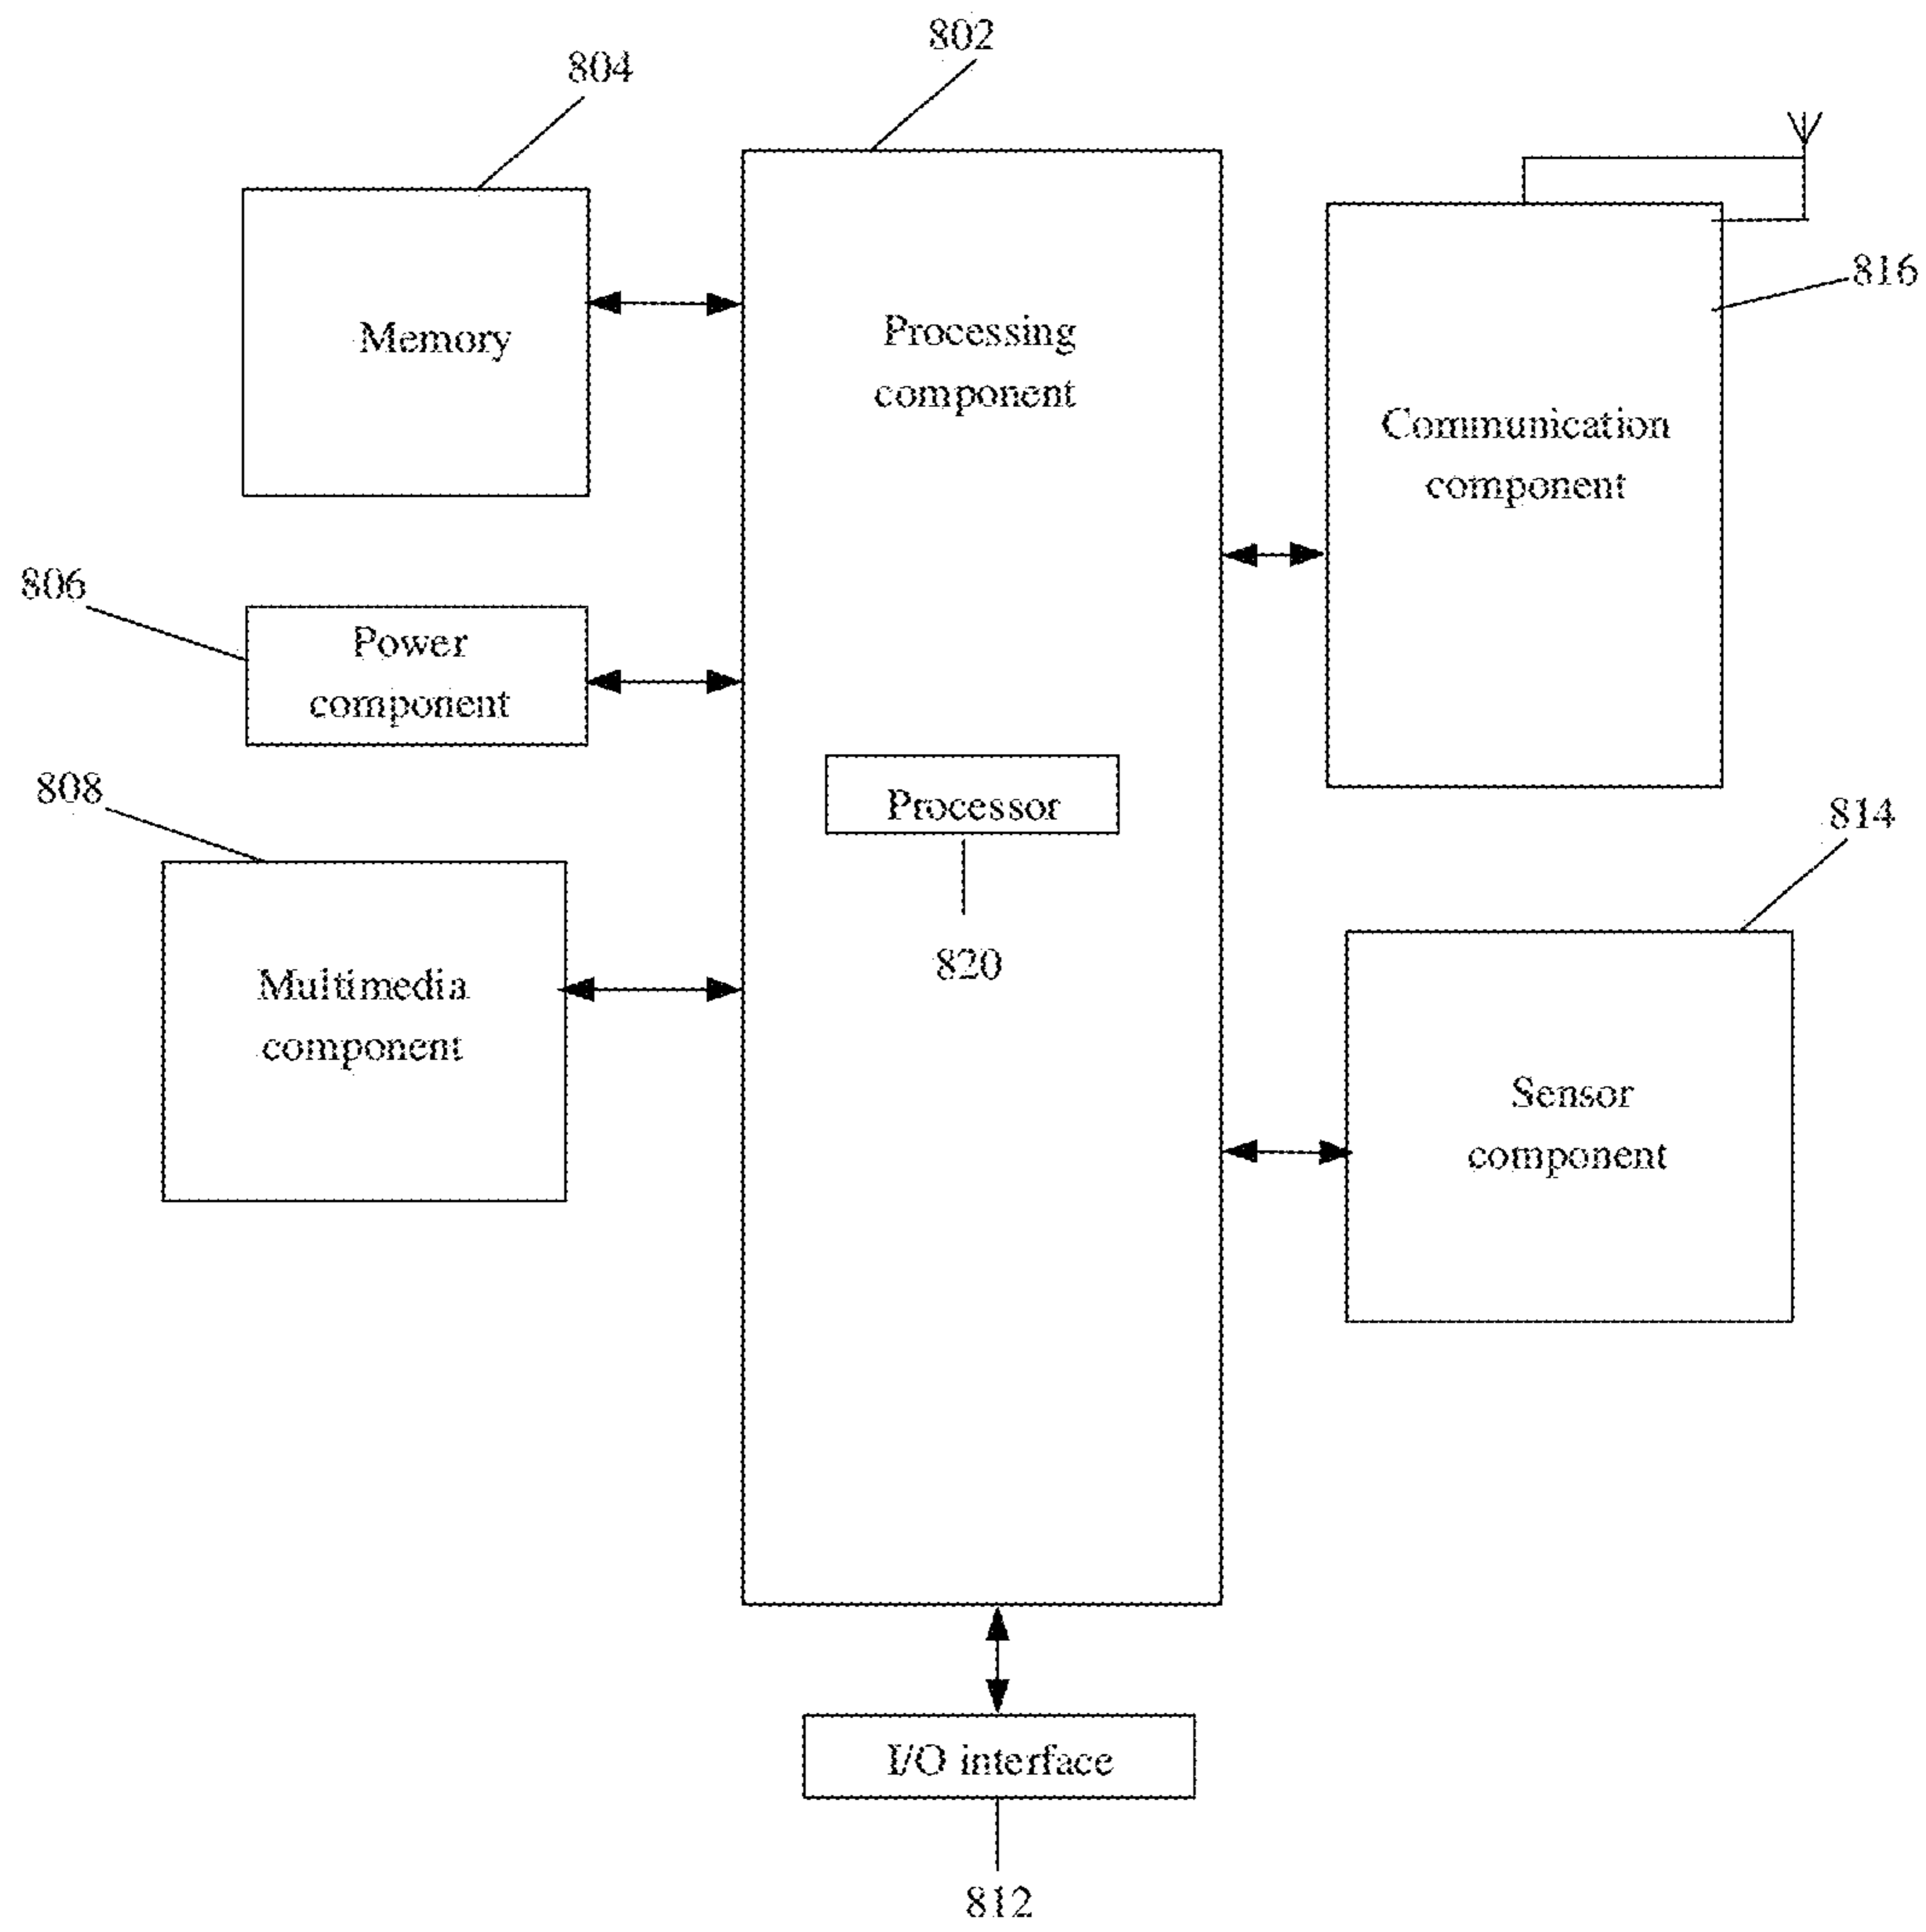 802
804
816
Memory
Processing
component
Communication
component
806
Power
component
808
Processor
814
820
Multimedia
component
Sensor
component
I/O interface
812